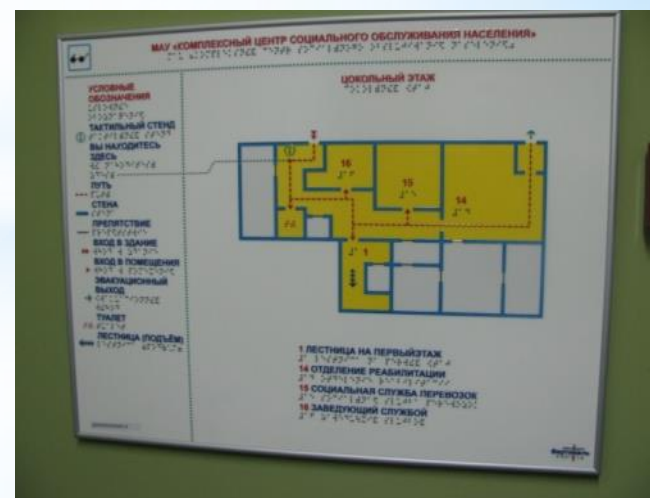 МАУ «КОМПЛЕКСНЫЙ ЦЕНТР СОЦИАЛЬНОГО ОБСЛУЖИВАНИЯ НАСЕЛЕНИЯ»
УСЛОВНЫЕ
ОБОЗНАЧЕНИЯ
ТАКТИЛЬНЫЙ СТЕНД
ВЫ НАХОДИТЕСЬ
ЗДЕСЬ
ПУТЬ
СТЕНА
ПРЕПЯТСТВИЕ
ВХОД В ЗДАНИЕ
ВХОД В ПОМЕЩЕНИЯ
ЭВАКУАЦИОННЫЙ
ВЫХОД
ТУАЛЕТ
ЛЕСТНИЦА (ПОДЪЁМ)
ЦОКОЛЬНЫЙ ЭТАЖ
16
15
14
1
1 ЛЕСТНИЦА НА ПЕРВЫЙ ЭТАЖ
14 ОТДЕЛЕНИЕ РЕАБИЛИТАЦИИ
15 СОЦИАЛЬНАЯ СЛУЖБА ПЕРЕВОЗОК
16 ЗАВЕДУЮЩИЙ СЛУЖБОЙ